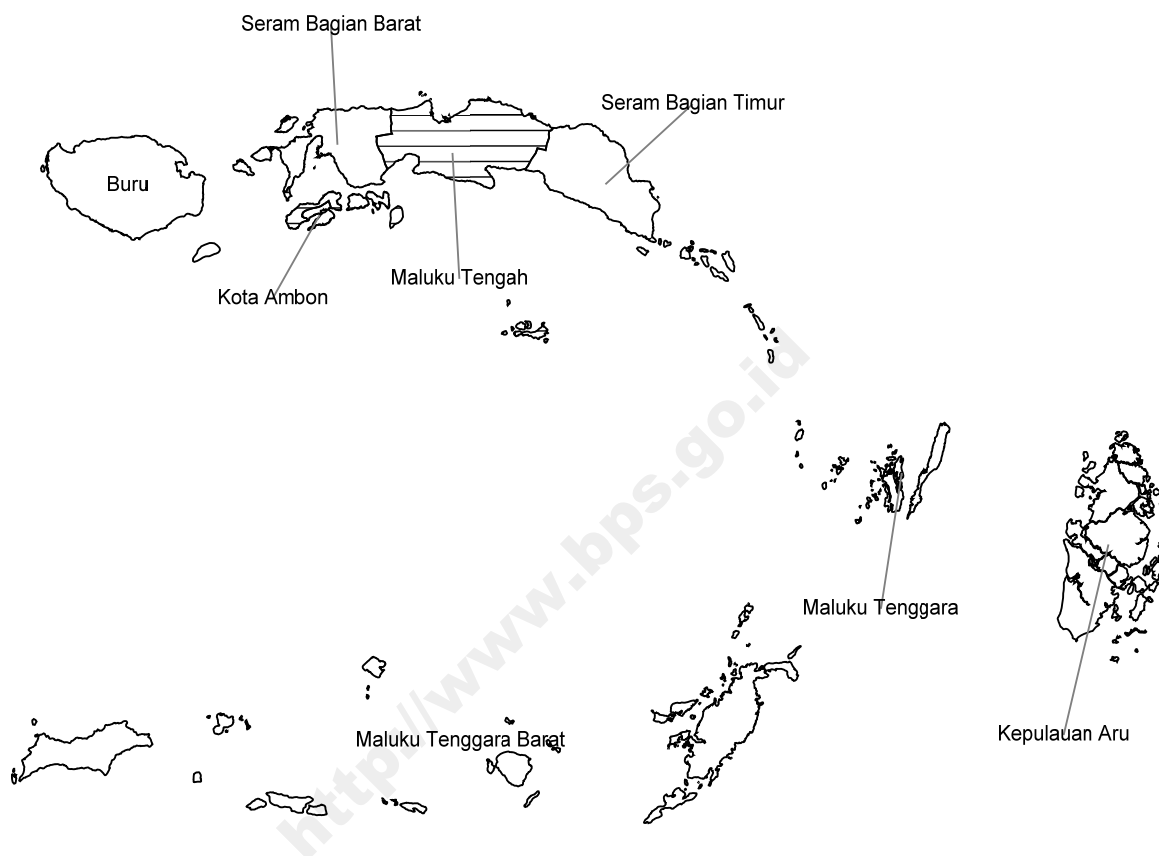 Seram Bagian Barat
Seram Bagian Timur
Buru
Maluku Tengah
Kota Ambon
http//www.bps.go.id
Maluku Tenggara
Kepulauan Aru
Maluku Tenggara Barat